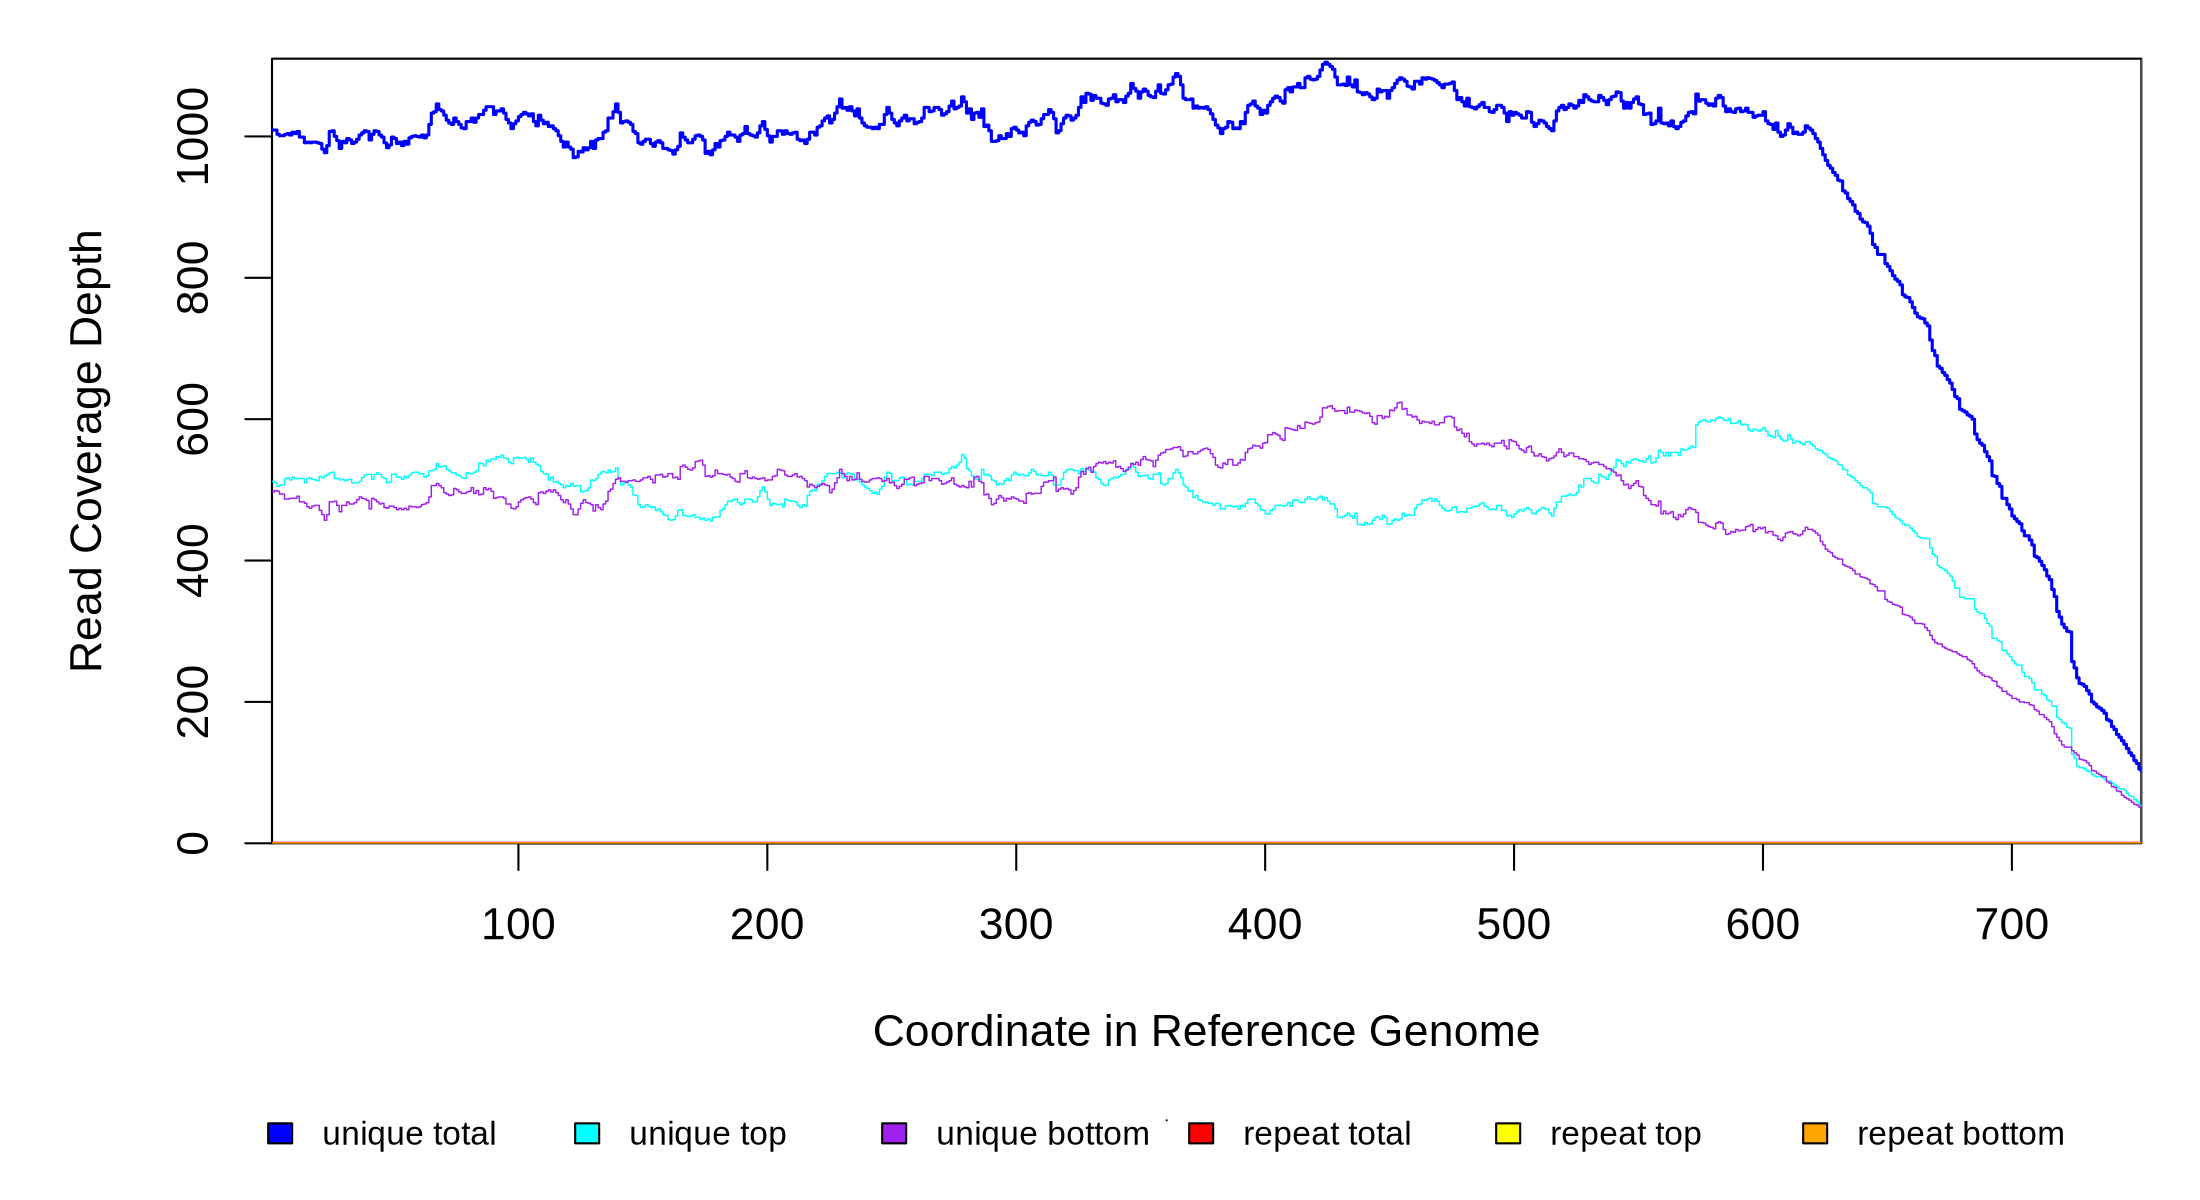 Read Coverage Depth
1000
800
600
400
200
0
100 200 300 400 500 600 700
Coordinate in Reference Genome
unique total unique top unique bottom repeat total repeat top repeat bottom